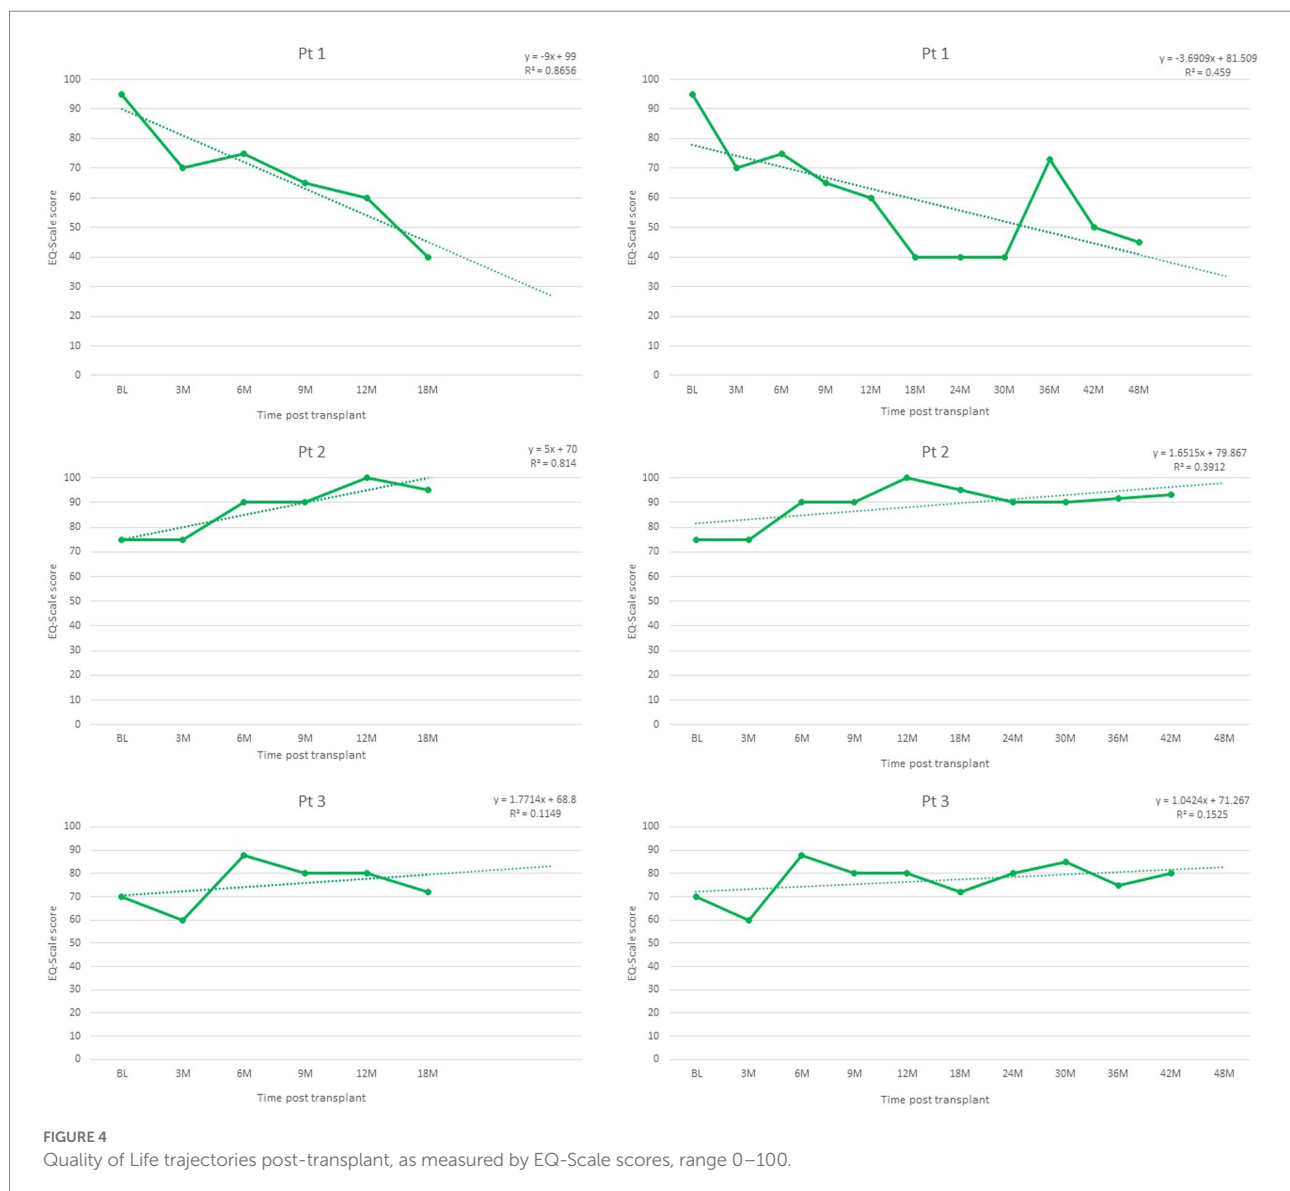 Pt 1
y = -9x + 99
R² = 0.8656
100
90
80
70
60
50
40
30
20
10
0
EQ-Scale score
BL 3M 6M 9M 12M 18M
Time post transplant
Pt 1
y = -3.6909x + 81.509
R² = 0.459
100
90
80
70
60
50
40
30
20
10
0
EQ-Scale score
BL 3M 6M 9M 12M 18M 24M 30M 36M 42M 48M
Time post transplant
Pt 2
y = 5x + 70
R² = 0.814
100
90
80
70
60
50
40
30
20
10
0
EQ-Scale score
BL 3M 6M 9M 12M 18M
Time post transplant
Pt 2
y = 1.6515x + 79.867
R² = 0.3912
100
90
80
70
60
50
40
30
20
10
0
EQ-Scale score
BL 3M 6M 9M 12M 18M 24M 30M 36M 42M 48M
Time post transplant
Pt 3
y = 1.7714x + 68.8
R² = 0.1149
100
90
80
70
60
50
40
30
20
10
0
EQ-Scale score
BL 3M 6M 9M 12M 18M
Time post transplant
Pt 3
y = 1.0424x + 71.267
R² = 0.1525
100
90
80
70
60
50
40
30
20
10
0
EQ-Scale score
BL 3M 6M 9M 12M 18M 24M 30M 36M 42M 48M
Time post transplant
FIGURE 4
Quality of Life trajectories post-transplant, as measured by EQ-Scale scores, range 0–100.